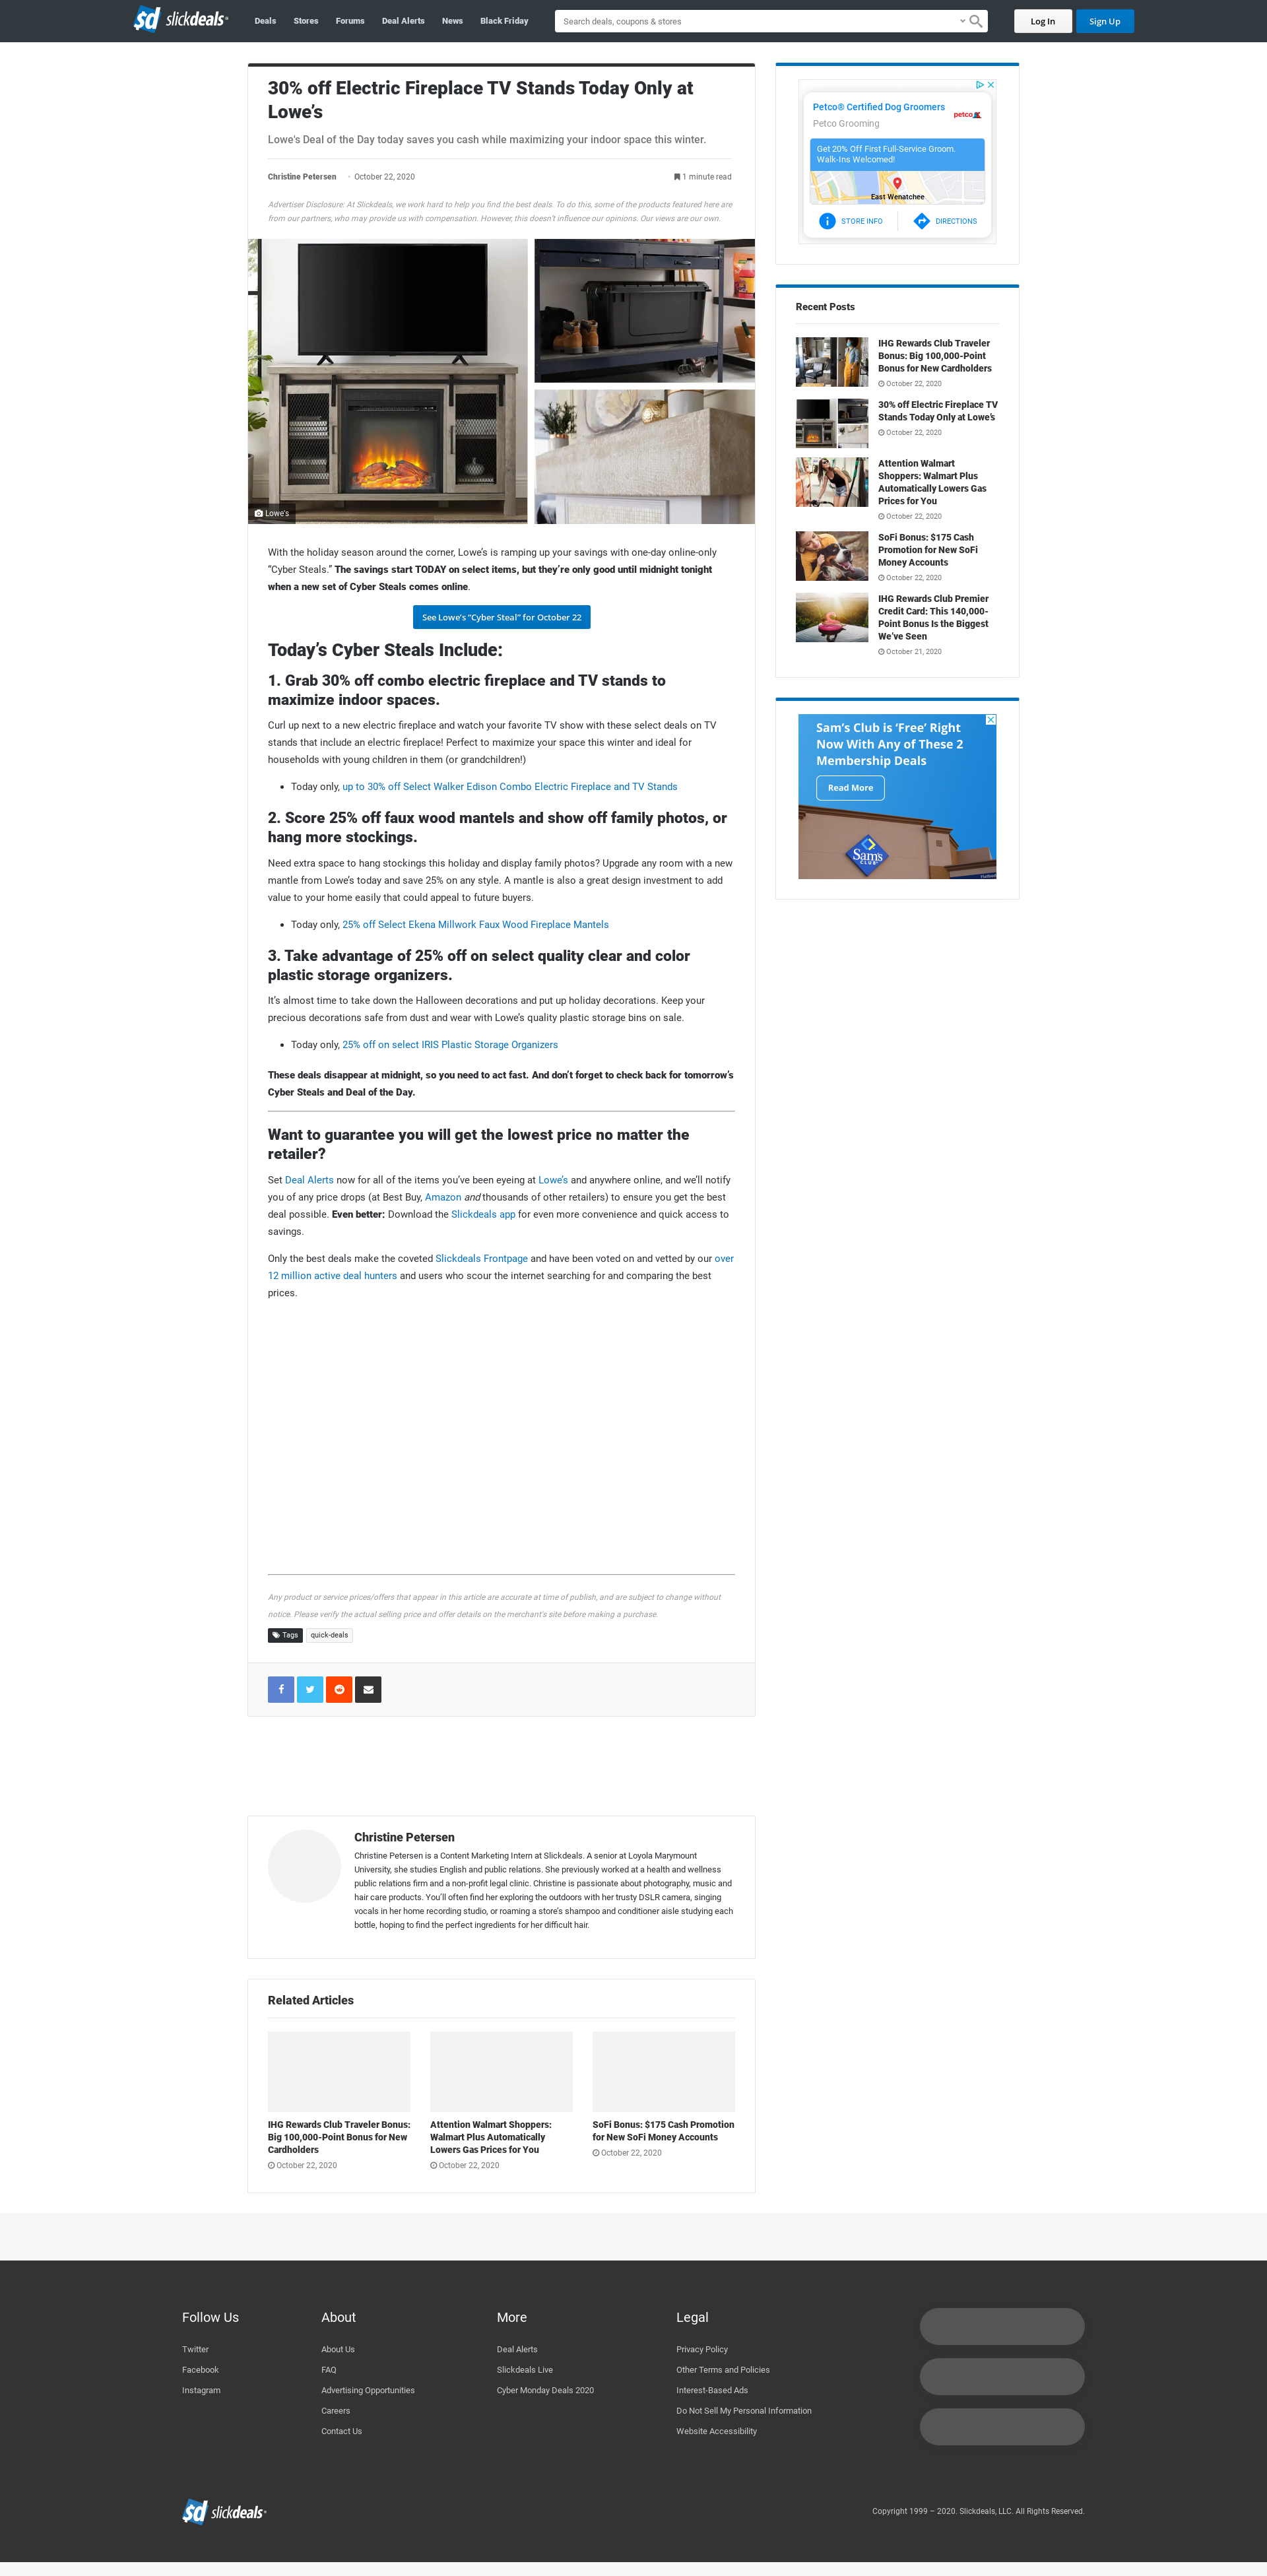 slickdeals
Deals
Stores
Forums
Deal Alerts
News
Black Friday
Search deals, coupons & stores
Log In
Sign Up
30% off Electric Fireplace TV Stands Today Only at
Lowe’s
Lowe's Deal of the Day today saves you cash while maximizing your indoor space this winter.
Christine Petersen · October 22, 2020
1 minute read
Advertiser Disclosure: At Slickdeals, we work hard to help you find the best deals. To do this, some of the products featured here are
from our partners, who may provide us with compensation. However, this doesn’t influence our opinions. Our views are our own.
Lowe's
With the holiday season around the corner, Lowe’s is ramping up your savings with one-day online-only
“Cyber Steals.” The savings start TODAY on select items, but they’re only good until midnight tonight
when a new set of Cyber Steals comes online.
See Lowe’s “Cyber Steal” for October 22
Today’s Cyber Steals Include:
1. Grab 30% off combo electric fireplace and TV stands to
maximize indoor spaces.
Curl up next to a new electric fireplace and watch your favorite TV show with these select deals on TV
stands that include an electric fireplace! Perfect to maximize your space this winter and ideal for
households with young children in them (or grandchildren!)
• Today only, up to 30% off Select Walker Edison Combo Electric Fireplace and TV Stands
2. Score 25% off faux wood mantels and show off family photos, or
hang more stockings.
Need extra space to hang stockings this holiday and display family photos? Upgrade any room with a new
mantle from Lowe’s today and save 25% on any style. A mantle is also a great design investment to add
value to your home easily that could appeal to future buyers.
• Today only, 25% off Select Ekena Millwork Faux Wood Fireplace Mantels
3. Take advantage of 25% off on select quality clear and color
plastic storage organizers.
It’s almost time to take down the Halloween decorations and put up holiday decorations. Keep your
precious decorations safe from dust and wear with Lowe’s quality plastic storage bins on sale.
• Today only, 25% off on select IRIS Plastic Storage Organizers
These deals disappear at midnight, so you need to act fast. And don’t forget to check back for tomorrow’s
Cyber Steals and Deal of the Day.
Want to guarantee you will get the lowest price no matter the
retailer?
Set Deal Alerts now for all of the items you’ve been eyeing at Lowe’s and anywhere online, and we’ll notify
you of any price drops (at Best Buy, Amazon and thousands of other retailers) to ensure you get the best
deal possible. Even better: Download the Slickdeals app for even more convenience and quick access to
savings.
Only the best deals make the coveted Slickdeals Frontpage and have been voted on and vetted by our over
12 million active deal hunters and users who scour the internet searching for and comparing the best
prices.
Any product or service prices/offers that appear in this article are accurate at time of publish, and are subject to change without
notice. Please verify the actual selling price and offer details on the merchant's site before making a purchase.
Tags
quick-deals
Christine Petersen
Christine Petersen is a Content Marketing Intern at Slickdeals. A senior at Loyola Marymount
University, she studies English and public relations. She previously worked at a health and wellness
public relations firm and a non-profit legal clinic. Christine is passionate about photography, music and
hair care products. You’ll often find her exploring the outdoors with her trusty DSLR camera, singing
vocals in her home recording studio, or roaming a store’s shampoo and conditioner aisle studying each
bottle, hoping to find the perfect ingredients for her difficult hair.
Related Articles
IHG Rewards Club Traveler Bonus:
Big 100,000-Point Bonus for New
Cardholders
October 22, 2020
Attention Walmart Shoppers:
Walmart Plus Automatically
Lowers Gas Prices for You
October 22, 2020
SoFi Bonus: $175 Cash Promotion
for New SoFi Money Accounts
October 22, 2020
Petco® Certified Dog Groomers
Petco Grooming
petco
Get 20% Off First Full-Service Groom.
Walk-Ins Welcomed!
East Wenatchee
STORE INFO
DIRECTIONS
Recent Posts
IHG Rewards Club Traveler
Bonus: Big 100,000-Point
Bonus for New Cardholders
October 22, 2020
30% off Electric Fireplace TV
Stands Today Only at Lowe’s
October 22, 2020
Attention Walmart
Shoppers: Walmart Plus
Automatically Lowers Gas
Prices for You
October 22, 2020
SoFi Bonus: $175 Cash
Promotion for New SoFi
Money Accounts
October 22, 2020
IHG Rewards Club Premier
Credit Card: This 140,000-
Point Bonus Is the Biggest
We’ve Seen
October 21, 2020
Sam’s Club is ‘Free’ Right
Now With Any of These 2
Membership Deals
Read More
Sam's
CLUB
Follow Us
Twitter
Facebook
Instagram
About
About Us
FAQ
Advertising Opportunities
Careers
Contact Us
More
Deal Alerts
Slickdeals Live
Cyber Monday Deals 2020
Legal
Privacy Policy
Other Terms and Policies
Interest-Based Ads
Do Not Sell My Personal Information
Website Accessibility
slickdeals
Copyright 1999 – 2020. Slickdeals, LLC. All Rights Reserved.